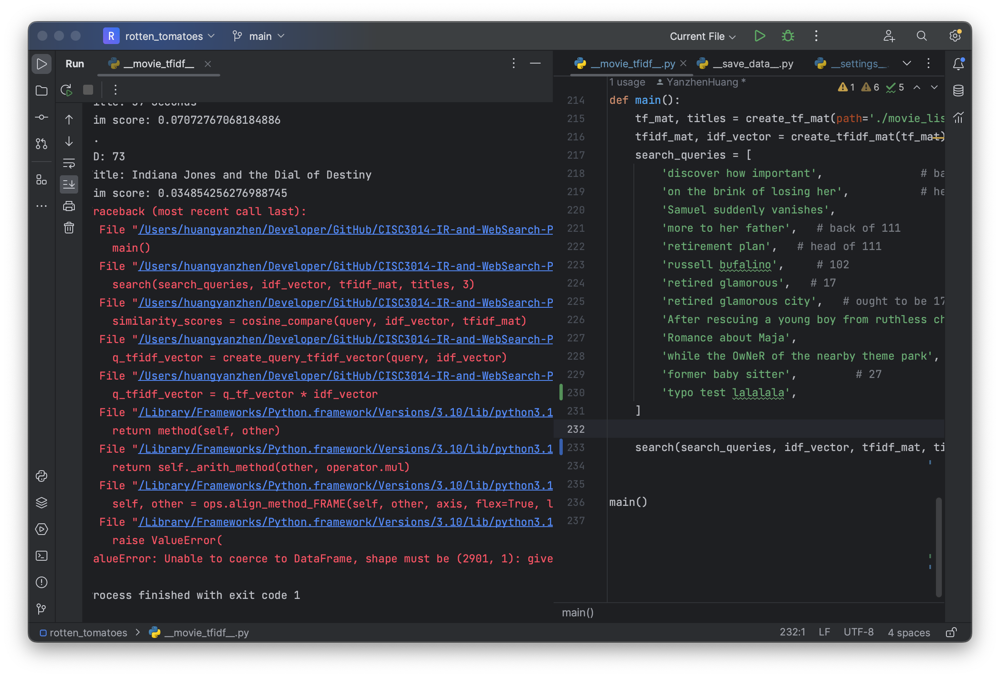 R rotten_tomatoes main Current File
Run __movie_tfidf__
im score: 0.07072767068184886
.
D: 73
itle: Indiana Jones and the Dial of Destiny
im score: 0.034854256276988745
raceback (most recent call last):
File "/Users/huangyanzhen/Developer/GitHub/CISC3014-IR-and-WebSearch-P
main()
File "/Users/huangyanzhen/Developer/GitHub/CISC3014-IR-and-WebSearch-P
search(search_queries, idf_vector, tfidf_mat, titles, 3)
File "/Users/huangyanzhen/Developer/GitHub/CISC3014-IR-and-WebSearch-P
similarity_scores = cosine_compare(query, idf_vector, tfidf_mat)
File "/Users/huangyanzhen/Developer/GitHub/CISC3014-IR-and-WebSearch-P
q_tfidf_vector = create_query_tfidf_vector(query, idf_vector)
File "/Users/huangyanzhen/Developer/GitHub/CISC3014-IR-and-WebSearch-P
q_tfidf_vector = q_tf_vector * idf_vector
File "/Library/Frameworks/Python.framework/Versions/3.10/lib/python3.1
return method(self, other)
File "/Library/Frameworks/Python.framework/Versions/3.10/lib/python3.1
return self._arith_method(other, operator.mul)
File "/Library/Frameworks/Python.framework/Versions/3.10/lib/python3.1
self, other = ops.align_method_FRAME(self, other, axis, flex=True, l
File "/Library/Frameworks/Python.framework/Versions/3.10/lib/python3.1
raise ValueError(
alueError: Unable to coerce to DataFrame, shape must be (2901, 1): give
rocess finished with exit code 1
__movie_tfidf__.py __save_data__.py __settings__.
1 usage YanzhenHuang * 1 6 5
214 def main():
215 tf_mat, titles = create_tf_mat(path='./movie_lis
216 tfidf_mat, idf_vector = create_tfidf_mat(tf_mat)
217 search_queries = [
218 'discover how important', # ba
219 'on the brink of losing her', # he
220 'Samuel suddenly vanishes',
221 'more to her father', # back of 111
222 'retirement plan', # head of 111
223 'russell bufalino', # 102
224 'retired glamorous', # 17
225 'retired glamorous city', # ought to be 17
226 'After rescuing a young boy from ruthless ch
227 'Romance about Maja',
228 'while the OwNeR of the nearby theme park',
229 'former baby sitter', # 27
230 'typo test lalalala',
231 ]
232
233 search(search_queries, idf_vector, tfidf_mat, ti
234
235
236 main()
237
main()
rotten_tomatoes > __movie_tfidf__.py 232:1 LF UTF-8 4 spaces